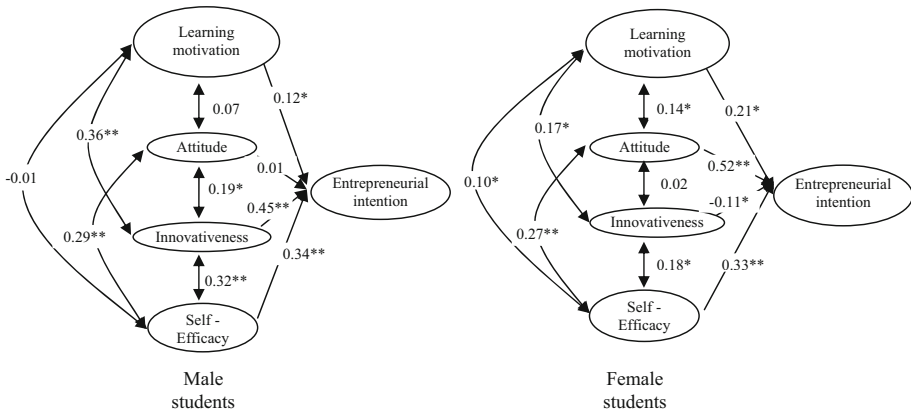 Learning
motivation
0.07
0.12*
0.36**
Attitude
0.01
-0.01
0.19*
0.45**
Entrepreneurial
intention
0.29**
Innovativeness
0.32**
0.34**
Self -
Efficacy
Male
students
Learning
motivation
0.14*
0.21*
0.17*
Attitude
0.52**
0.10*
0.02
-0.11*
Entrepreneurial
intention
0.27**
Innovativeness
0.18*
0.33**
Self -
Efficacy
Female
students